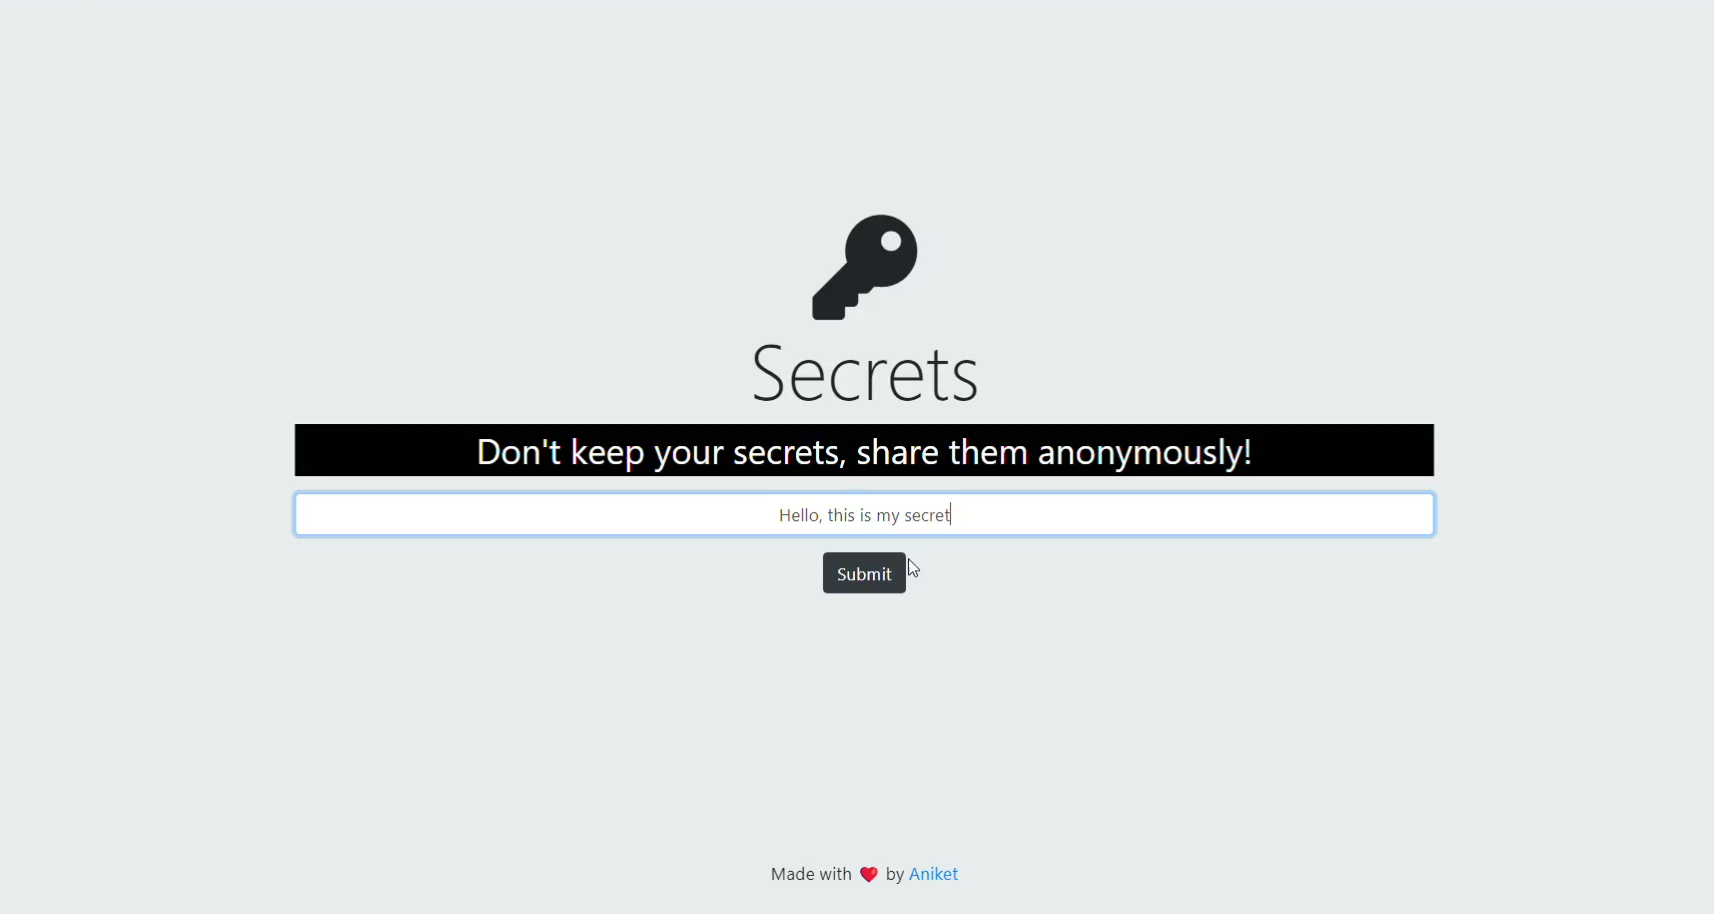 Secrets
Don't keep your secrets, share them anonymously!
Hello, this is my secret
Submit
Made with ❤️ by Aniket